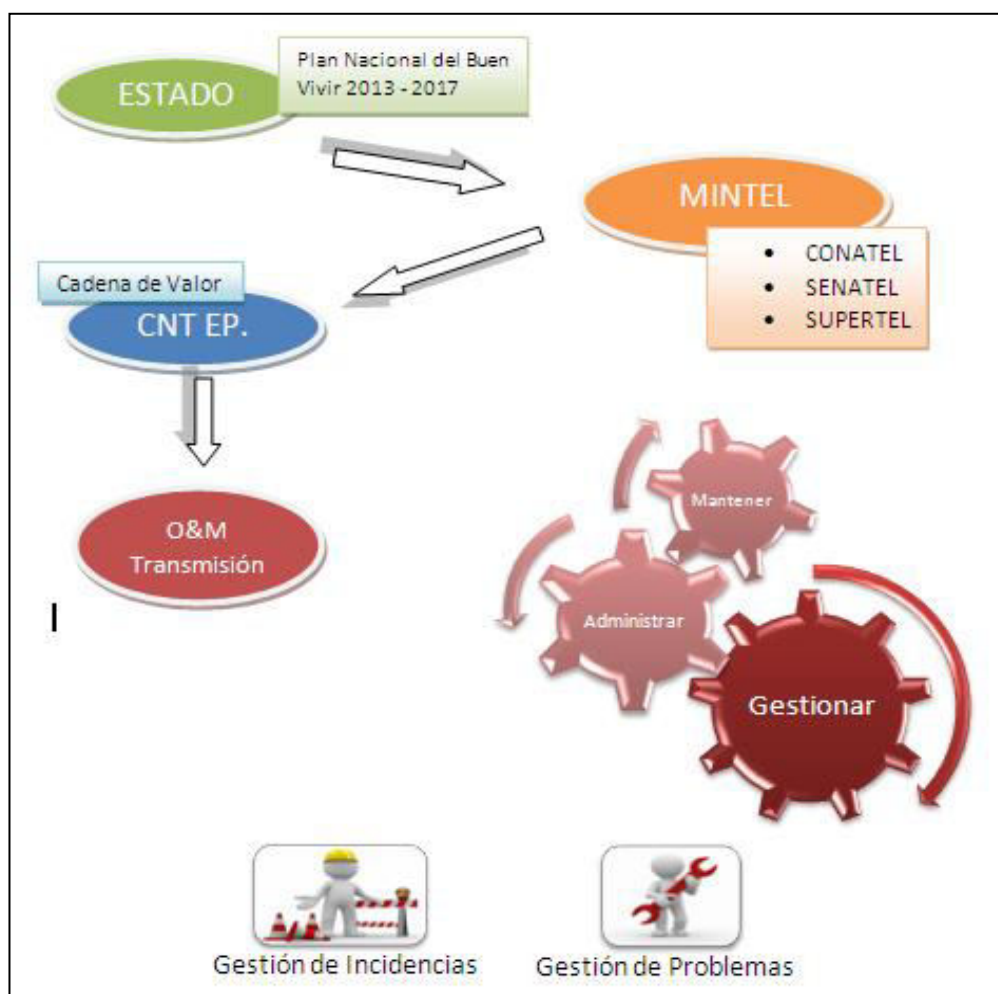 Plan Nacional del Buen
Vivir 2013 - 2017
ESTADO
MINTEL
• CONATEL
• SENATEL
• SUPERTEL
Cadena de Valor
CNT EP.
O&M
Transmisión
Mantener
Administrar
Gestionar
Gestión de Incidencias
Gestión de Problemas